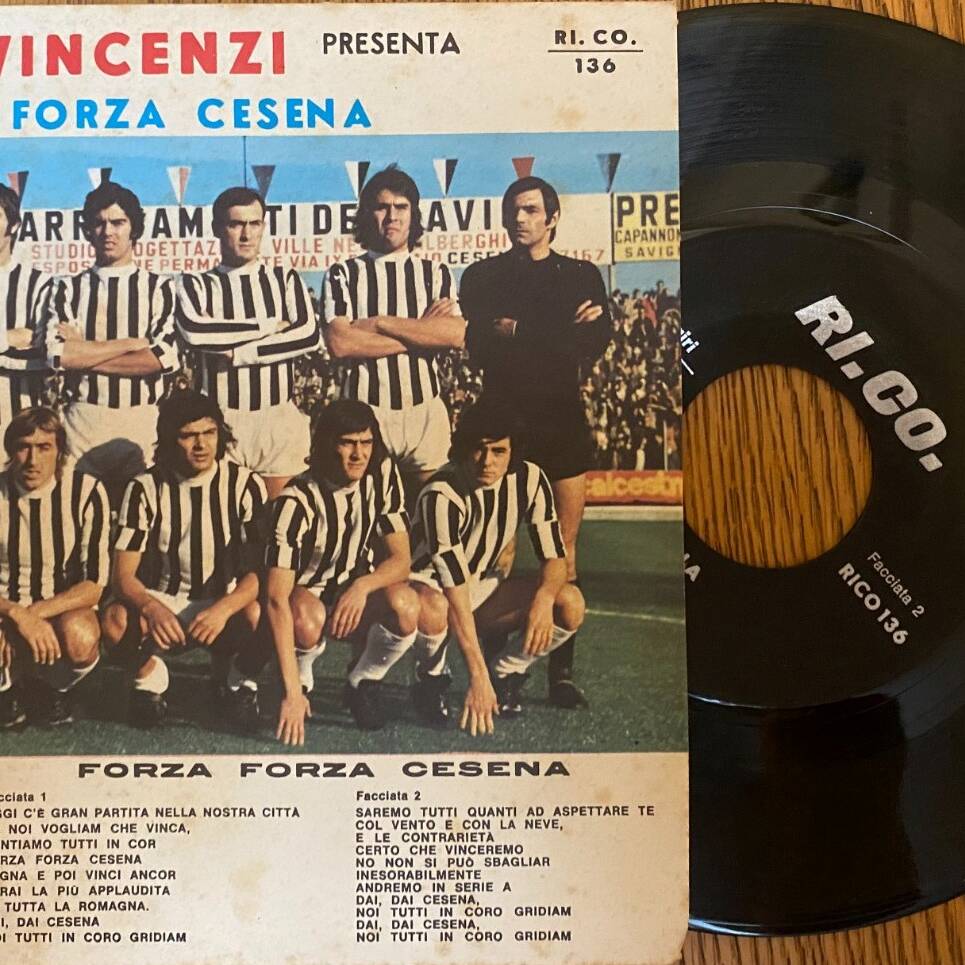 VINCENZI PRESENTA
RI. CO.
136
FORZA CESENA
PRE
CAPANNON
SAVIG
STUDIO
VILLE
ALBERGHI
CESE
7167
calcestr
RI.CO.
Facciata 2
RICO 136
FORZA FORZA CESENA
cciata 1
GGI C'È GRAN PARTITA NELLA NOSTRA CITTA
NOI VOGLIAM CHE VINCA,
NTIAMO TUTTI IN COR
RZA FORZA CESENA
GNA E POI VINCI ANCOR
RAI LA PIÙ APPLAUDITA
TUTTA LA ROMAGNA.
I, DAI CESENA
OI TUTTI IN CORO GRIDIAM
Facciata 2
SAREMO TUTTI QUANTI AD ASPETTARE TE
COL VENTO E CON LA NEVE,
E LE CONTRARIETÀ
CERTO CHE VINCEREMO
NO NON SI PUÒ SBAGLIAR
INESORABILMENTE
ANDREMO IN SERIE A
DAI, DAI CESENA,
NOI TUTTI IN CORO GRIDIAM
DAI, DAI CESENA,
NOI TUTTI IN CORO GRIDIAM